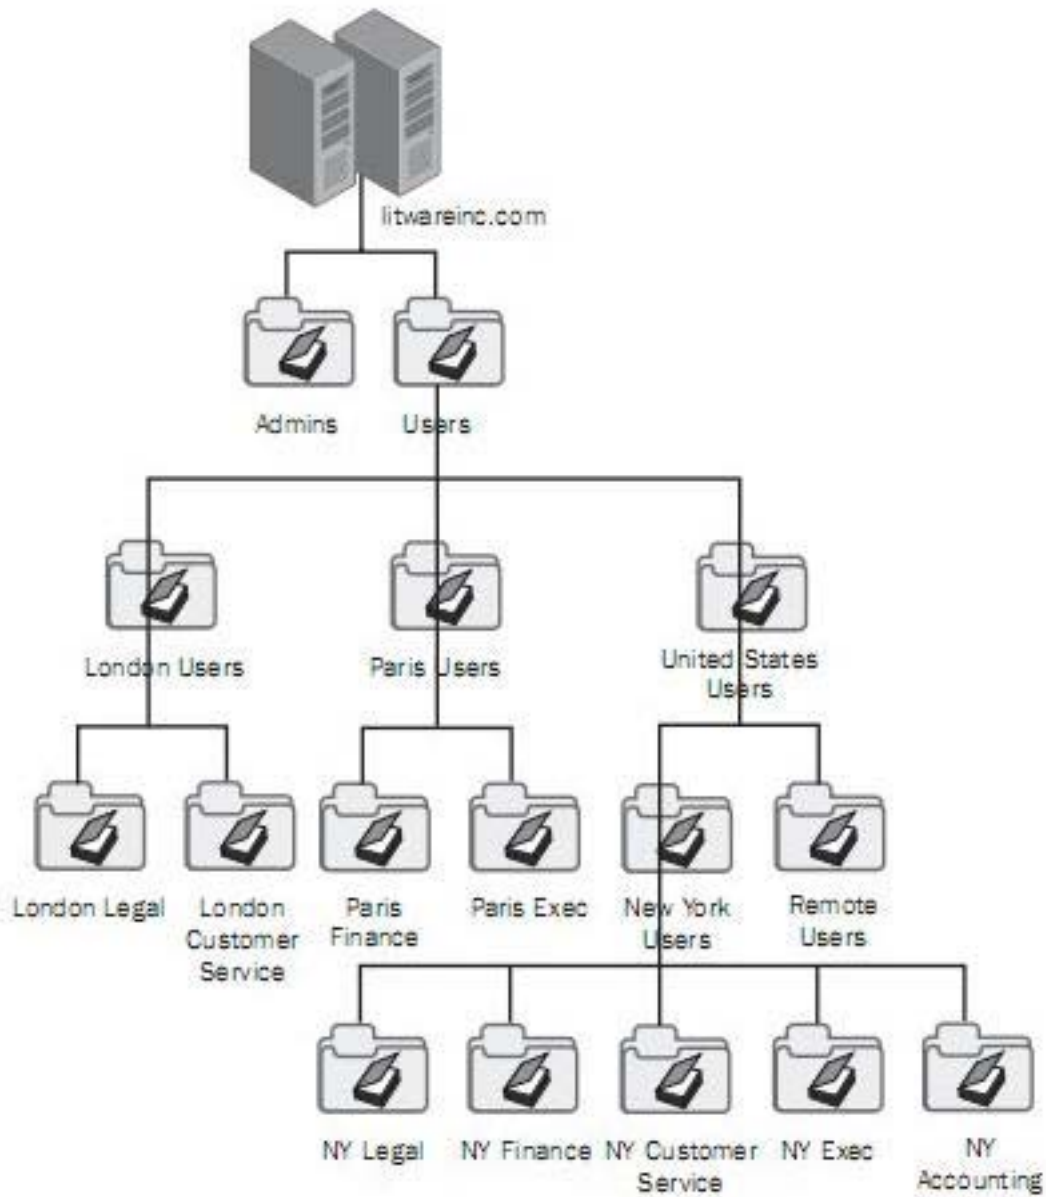 litwareinc.com
Admins
Users
London Users
Paris Users
United States
Users
London Legal
London
Customer
Service
Paris
Finance
Paris Exec
New York
Users
Remote
Users
NY Legal
NY Finance
NY Customer
Service
NY Exec
NY
Accounting